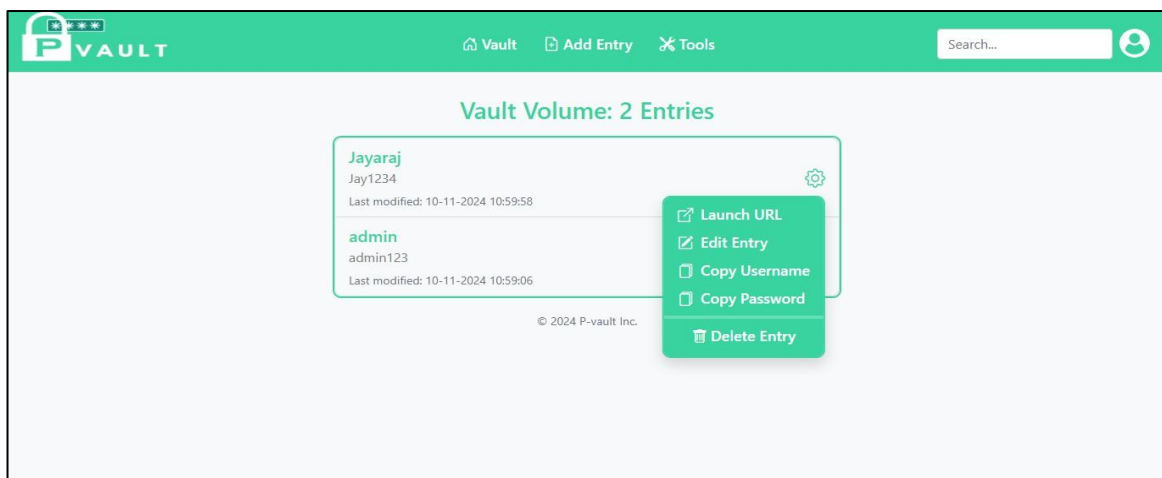 ****
P VAULT
Vault
Add Entry
Tools
Search...
Vault Volume: 2 Entries
Jayaraj
Jay1234
Last modified: 10-11-2024 10:59:58
admin
admin123
Last modified: 10-11-2024 10:59:06
Launch URL
Edit Entry
Copy Username
Copy Password
Delete Entry
© 2024 P-vault Inc.